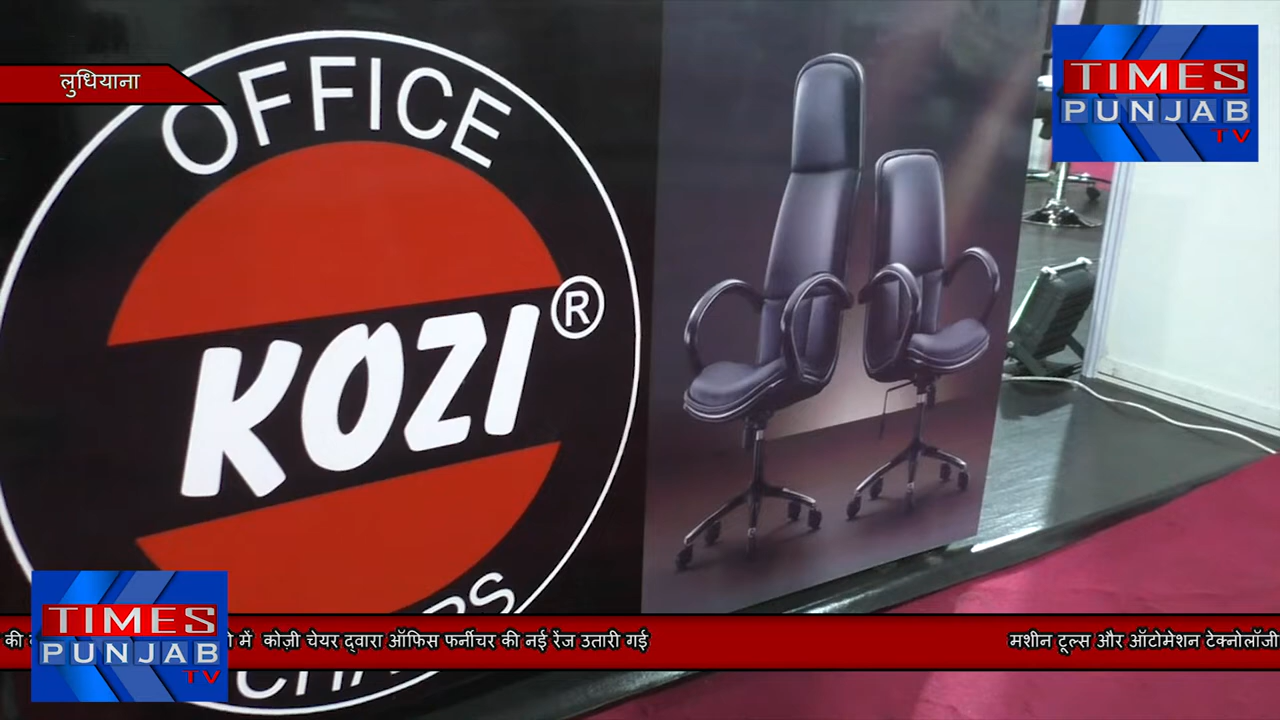 लुधियाना
TIMES
PUNJAB
TV
OFFICE
KOZI®
CHAIRS
TIMES
PUNJAB
TV
की
में कोज़ी चेयर द्वारा ऑफिस फर्नीचर की नई रेंज उतारी गई
मशीन टूल्स और ऑटोमेशन टेक्नोलॉजी